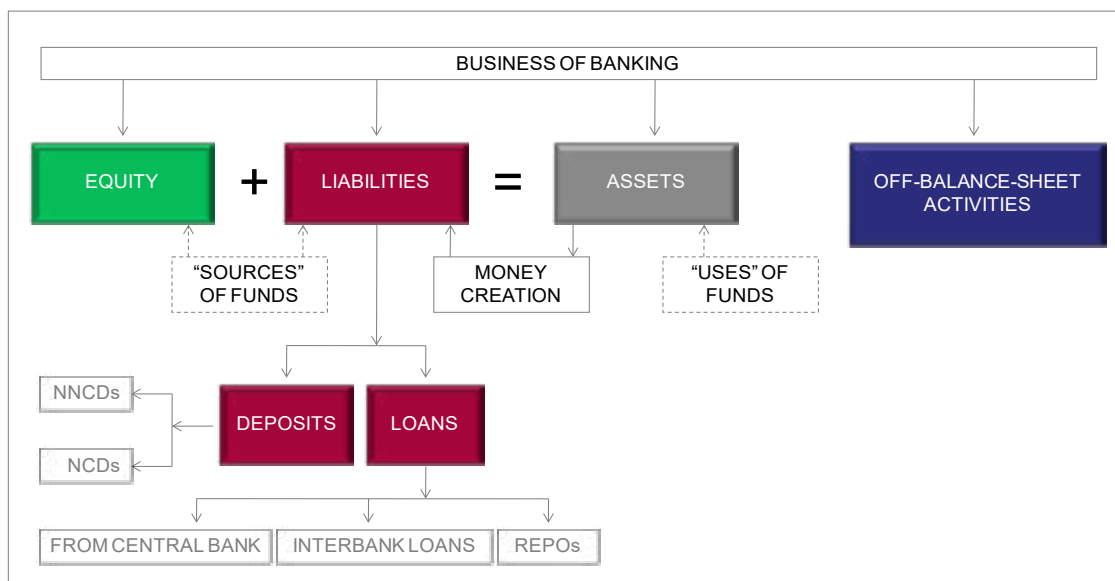 BUSINESS OF BANKING
EQUITY
+
LIABILITIES
=
ASSETS
OFF-BALANCE-SHEET
ACTIVITIES
“SOURCES”
OF FUNDS
MONEY
CREATION
“USES” OF
FUNDS
NNCDs
DEPOSITS
LOANS
NCDs
FROM CENTRAL BANK
INTERBANK LOANS
REPOs